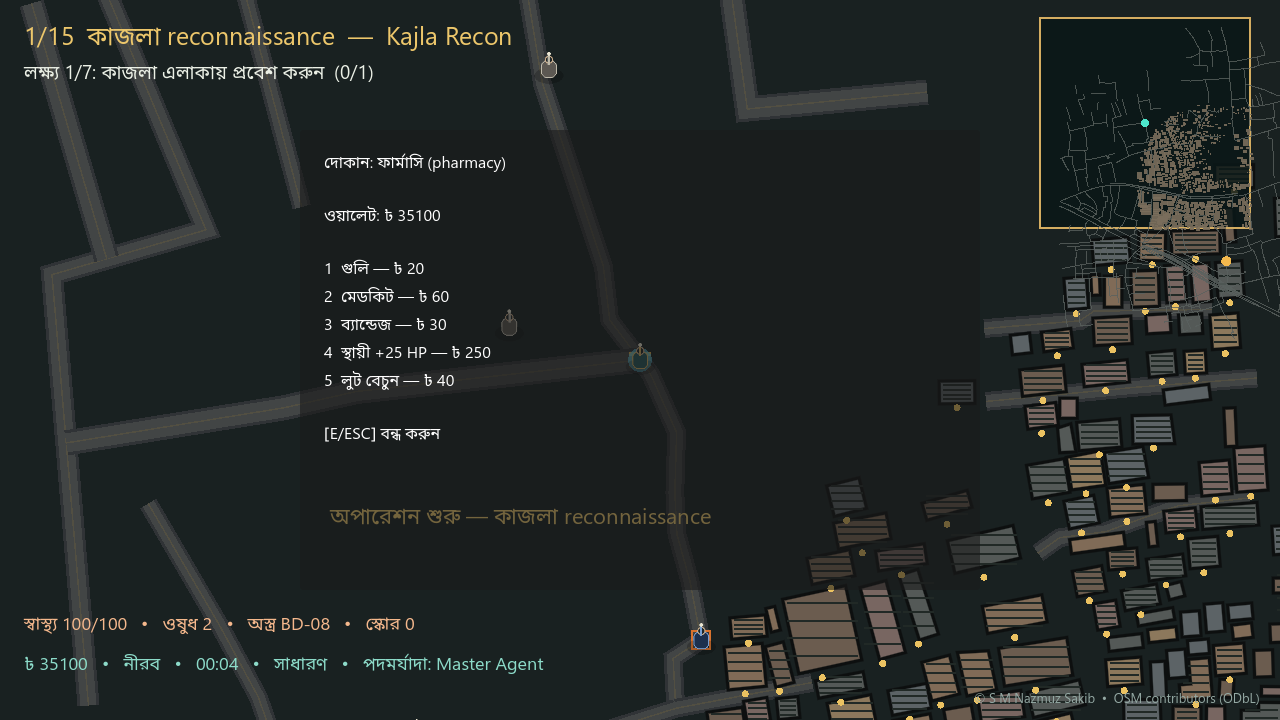 1/15 কাজলা reconnaissance — Kajla Recon
লক্ষ্য 1/7: কাজলা এলাকায় প্রবেশ করুন (0/1)
দোকান: ফার্মাসি (pharmacy)
ওয়ালেট: ৳ 35100
1 গুলি — ৳ 20
2 মেডকিট — ৳ 60
3 ব্যান্ডেজ — ৳ 30
4 স্থায়ী +25 HP — ৳ 250
5 লুট বেচুন — ৳ 40
[E/ESC] বন্ধ করুন
অপারেশন শুরু — কাজলা reconnaissance
স্বাস্থ্য 100/100 • ওষুধ 2 • অস্ত্র BD-08 • স্কোর 0
৳ 35100 • নীরব • 00:04 • সাধারণ • পদমর্যাদা: Master Agent
© S M Nazmuz Sakib • OSM contributors (ODbL)